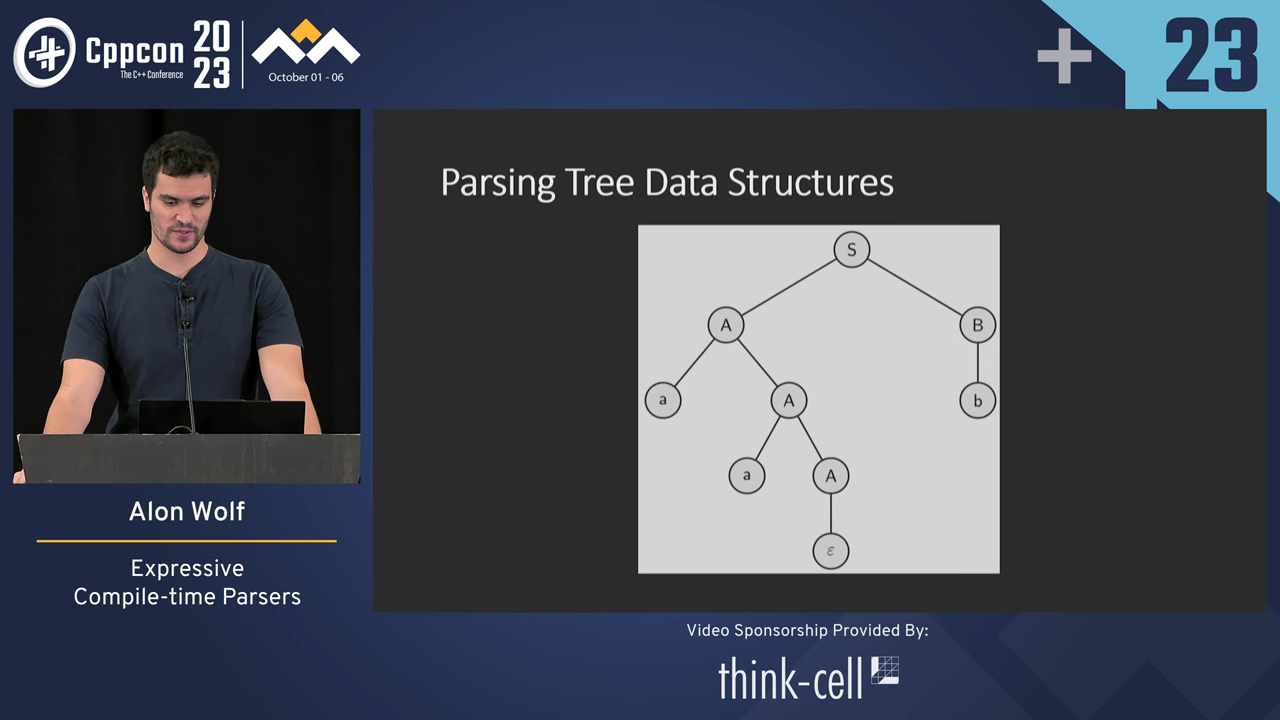 Cppcon
The C++ Conference
20
23
October 01 - 06
23
Parsing Tree Data Structures
S
A
B
a
A
b
a
A
ε
Alon Wolf
Expressive
Compile-time Parsers
Video Sponsorship Provided By:
think-cell